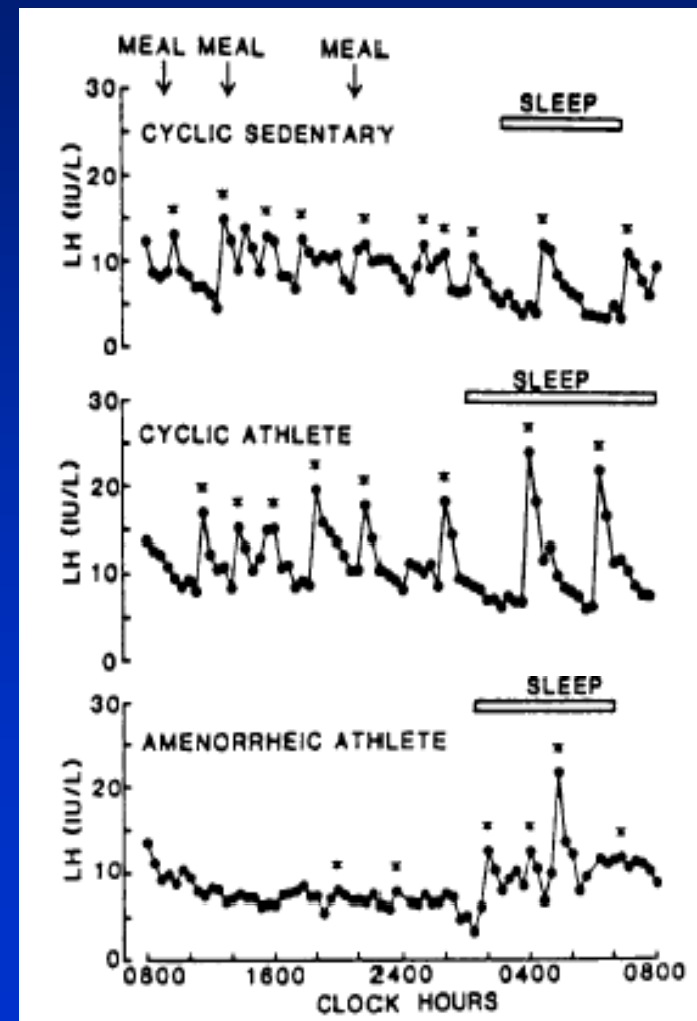 MEAL MEAL MEAL
30
SLEEP
CYCLIC SEDENTARY
20
LH (IU/L)
10
0
SLEEP
30
CYCLIC ATHLETE
20
LH (IU/L)
10
0
SLEEP
30
AMENORRHEIC ATHLETE
20
LH (IU/L)
10
0
0800 1600 2400 0400 0800
CLOCK HOURS